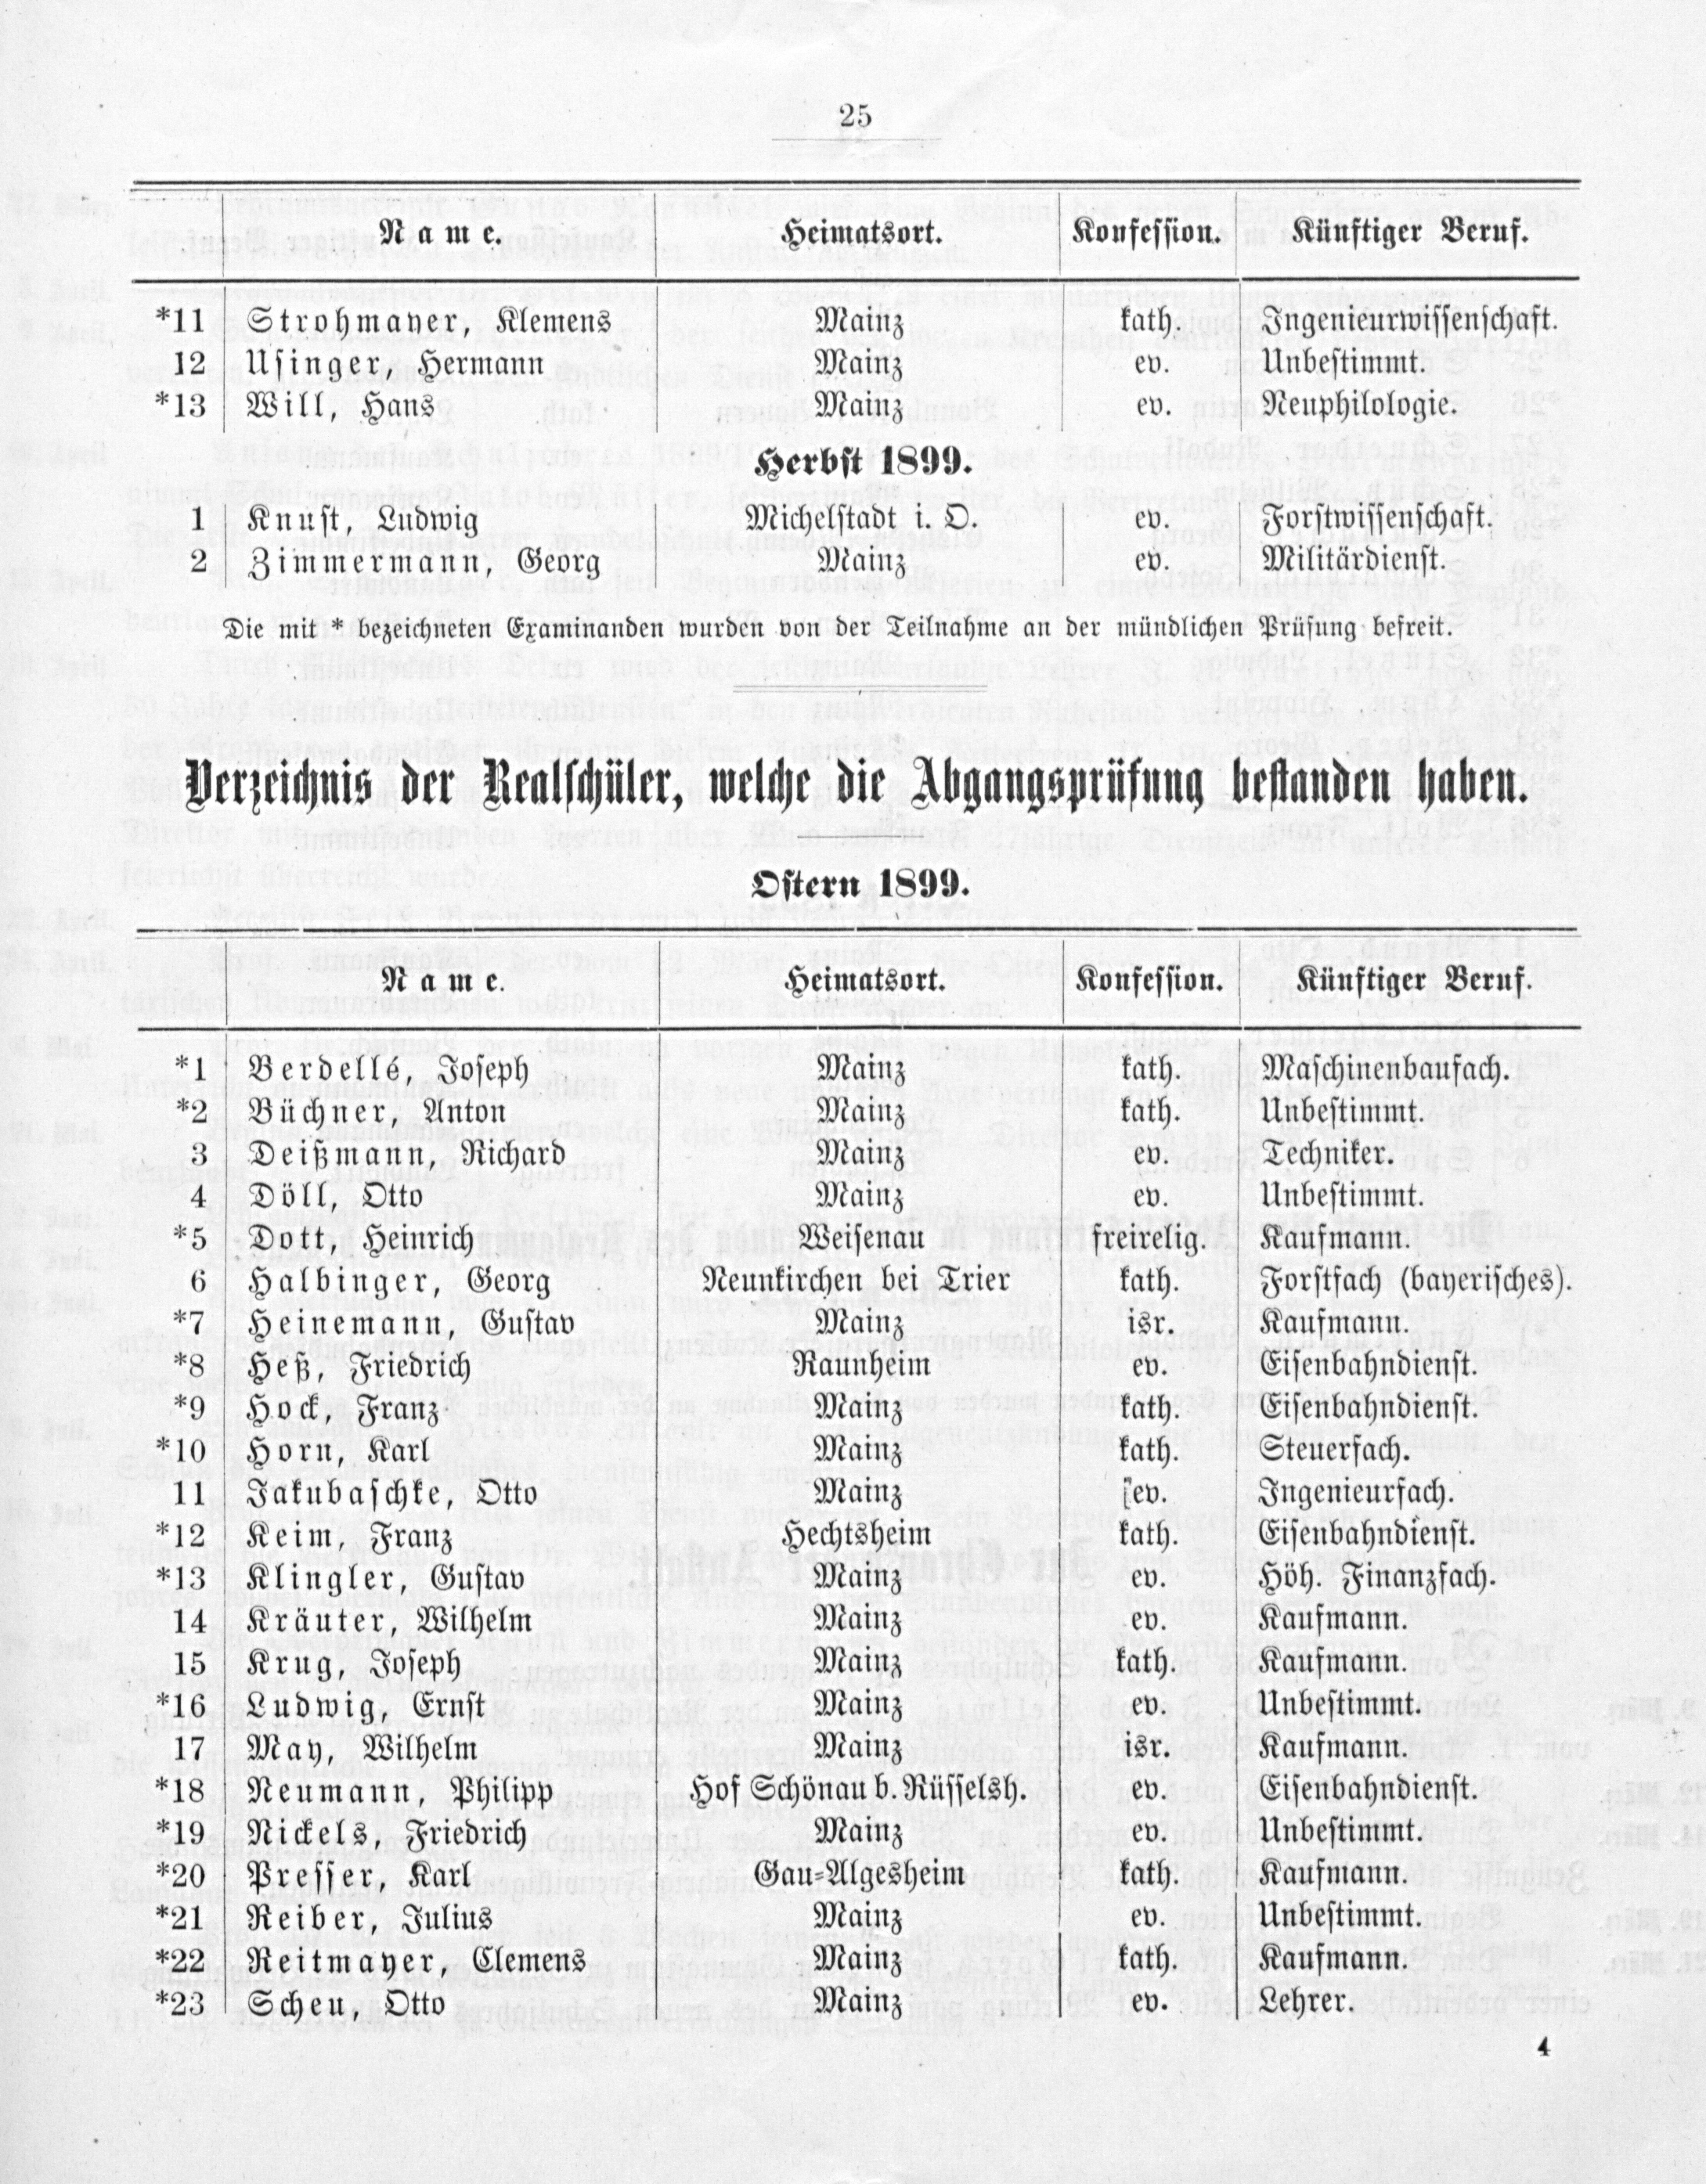 25
Name. Heimatsort. Konfession. Künftiger Beruf.
*11 Strohmayer, Klemens Mainz kath. Ingenieurwissenschaft.
12 Usinger, Hermann Mainz ev. Unbestimmt.
*13 Will, Hans Mainz ev. Neuphilologie.
Herbst 1899.
1 Knust, Ludwig Michelstadt i. O. ev. Forstwissenschaft.
2 Zimmermann, Georg Mainz ev. Militärdienst.
Die mit * bezeichneten Examinanden wurden von der Teilnahme an der mündlichen Prüfung befreit.
Verzeichnis der Realschüler, welche die Abgangsprüfung bestanden haben.
Ostern 1899.
Name. Heimatsort. Konfession. Künftiger Beruf.
*1 Berdellé, Joseph Mainz kath. Maschinenbaufach.
*2 Büchner, Anton Mainz kath. Unbestimmt.
3 Deißmann, Richard Mainz ev. Techniker.
4 Döll, Otto Mainz ev. Unbestimmt.
*5 Dott, Heinrich Weisenau freirelig. Kaufmann.
6 Halbinger, Georg Neunkirchen bei Trier kath. Forstfach (bayerisches).
*7 Heinemann, Gustav Mainz isr. Kaufmann.
*8 Heß, Friedrich Raunheim ev. Eisenbahndienst.
*9 Hock, Franz Mainz kath. Eisenbahndienst.
*10 Horn, Karl Mainz kath. Steuerfach.
11 Jakubaschke, Otto Mainz ev. Ingenieurfach.
*12 Keim, Franz Hechtsheim kath. Eisenbahndienst.
*13 Klingler, Gustav Mainz ev. Höh. Finanzfach.
14 Kräuter, Wilhelm Mainz ev. Kaufmann.
15 Krug, Joseph Mainz kath. Kaufmann.
*16 Ludwig, Ernst Mainz ev. Unbestimmt.
17 May, Wilhelm Mainz isr. Kaufmann.
*18 Neumann, Philipp Hof Schönau b. Rüsselsh. ev. Eisenbahndienst.
*19 Nickels, Friedrich Mainz ev. Unbestimmt.
*20 Presser, Karl Gau-Algesheim kath. Kaufmann.
*21 Reiber, Julius Mainz ev. Unbestimmt.
*22 Reitmayer, Clemens Mainz kath. Kaufmann.
*23 Scheu, Otto Mainz ev. Lehrer.
4